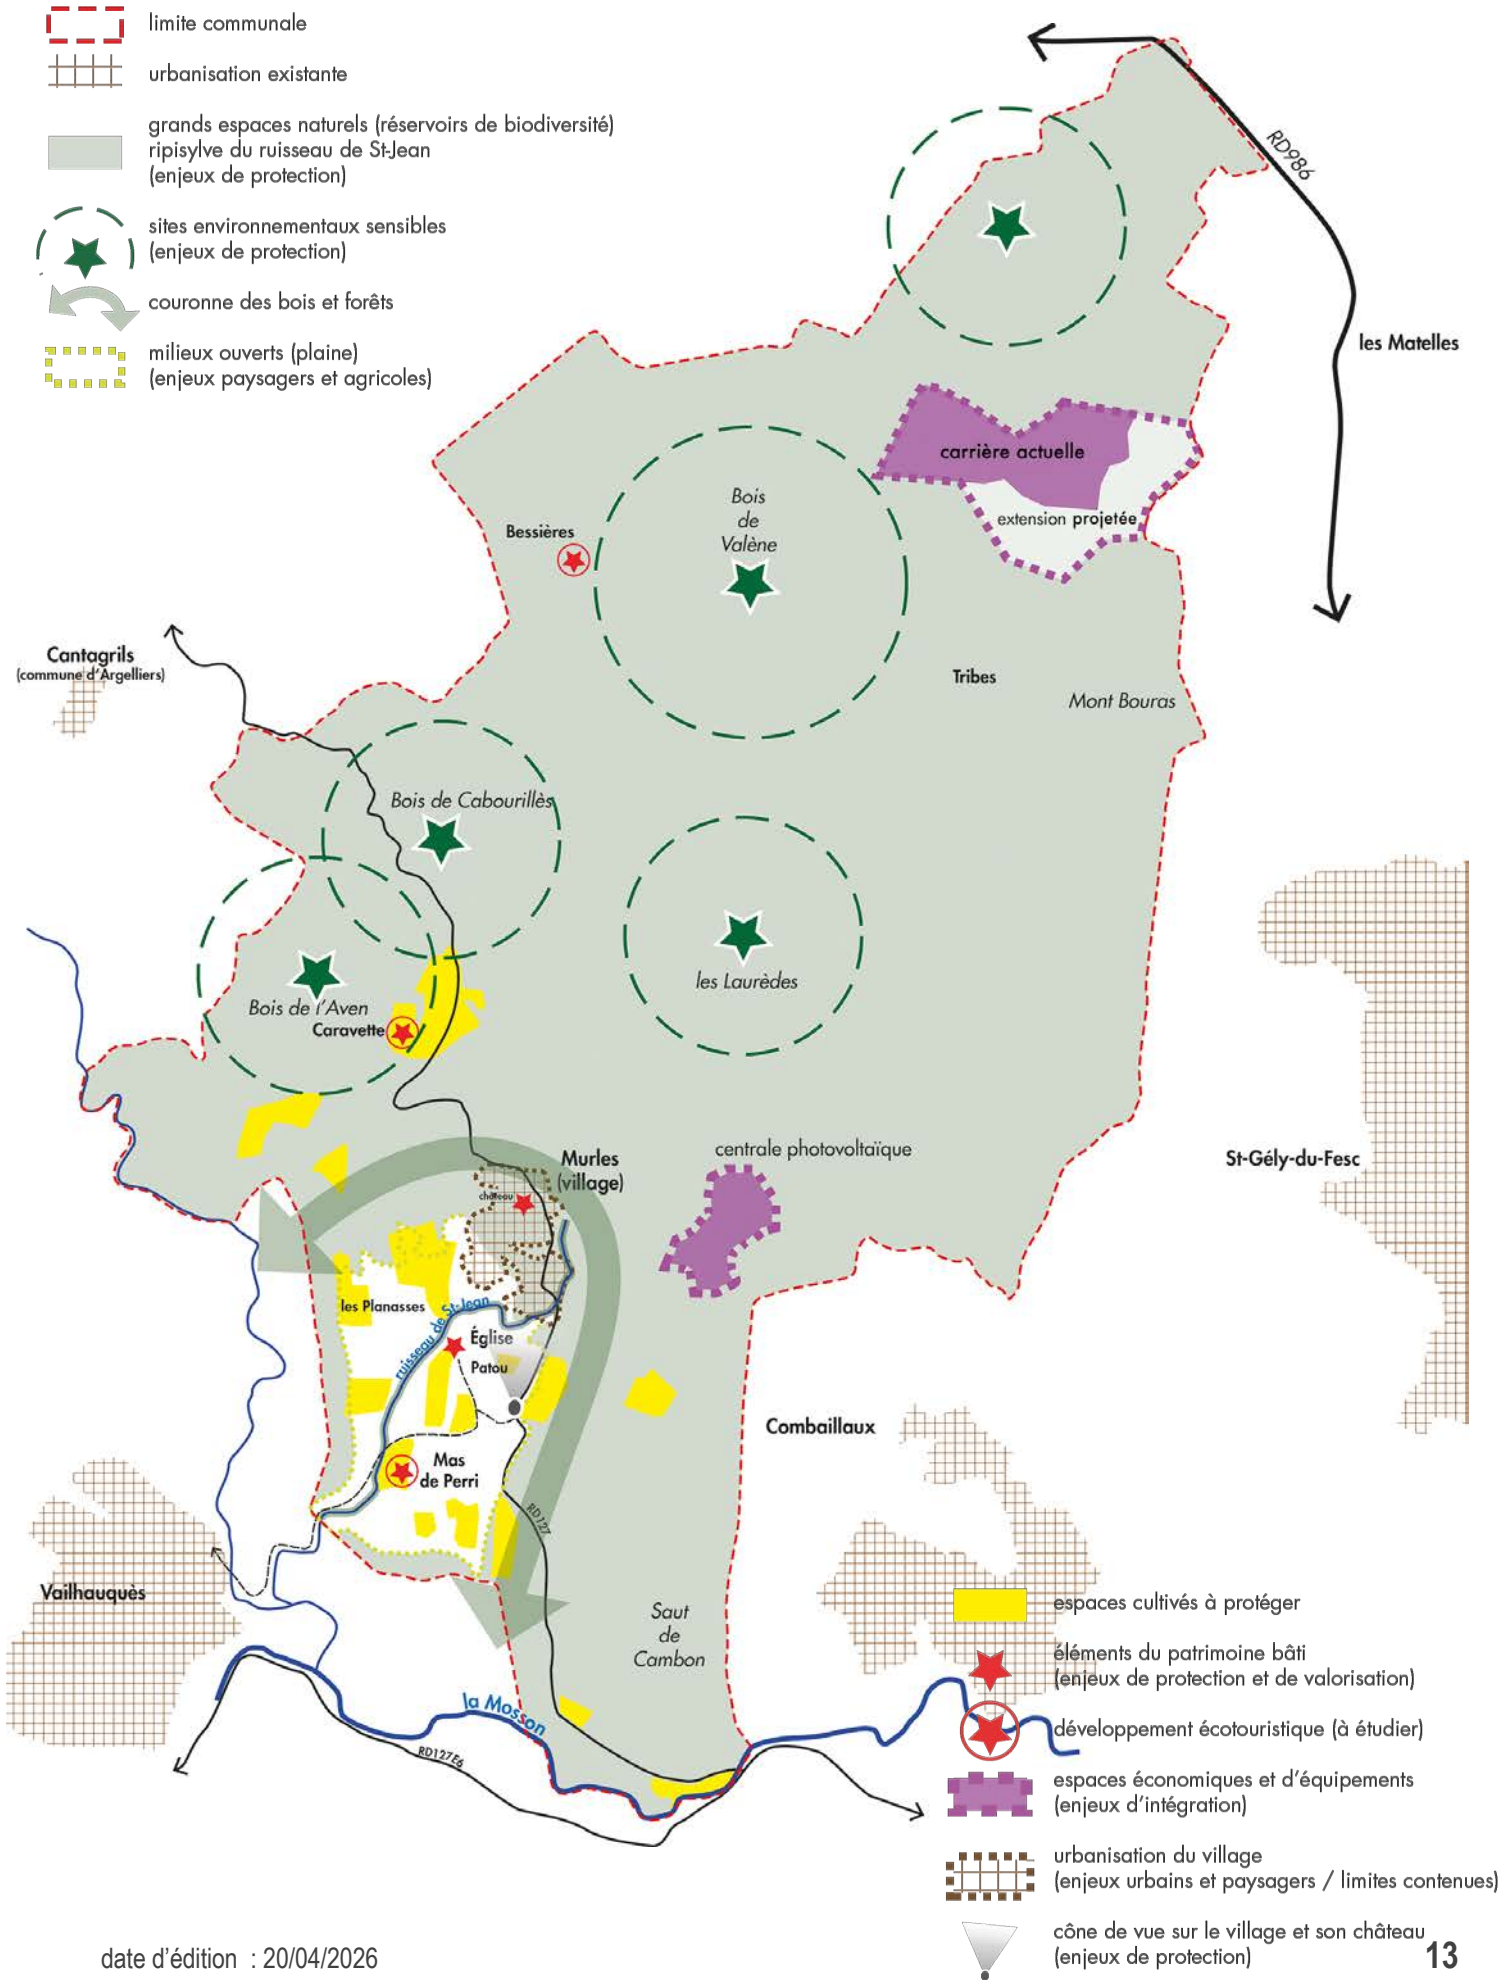 limite communale
urbanisation existante
grands espaces naturels (réservoirs de biodiversité)
ripisylve du ruisseau de St-Jean
(enjeux de protection)
sites environnementaux sensibles
(enjeux de protection)
couronne des bois et forêts
milieux ouverts (plaine)
(enjeux paysagers et agricoles)
RD986
les Matelles
carrière actuelle
extension projetée
Bois
de
Valène
Bessières
Cantagrils
(commune d'Argelliers)
Tribes
Mont Bouras
Bois de Cabourillès
les Laurèdes
Bois de l'Aven
Caravette
centrale photovoltaïque
Murles
(village)
château
St-Gély-du-Fesc
les Planasses
ruisseau de St-Jean
Église
Patou
Combaillaux
Mas
de Perri
RD127
Vailhauquès
Saut
de
Cambon
la Mosson
RD127E6
espaces cultivés à protéger
éléments du patrimoine bâti
(enjeux de protection et de valorisation)
développement écotouristique (à étudier)
espaces économiques et d'équipements
(enjeux d'intégration)
urbanisation du village
(enjeux urbains et paysagers / limites contenues)
cône de vue sur le village et son château
(enjeux de protection)
date d'édition : 20/04/2026
13